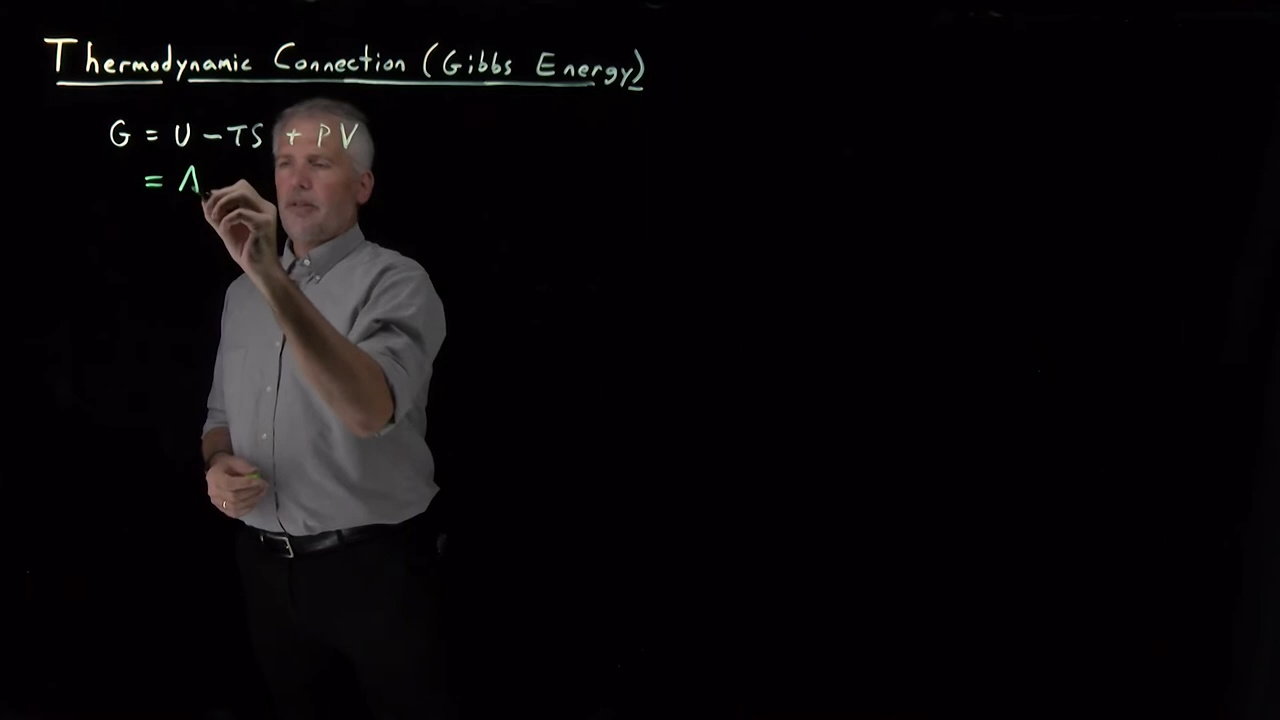 Thermodynamic Connection (Gibbs Energy)
G = U - TS + PV
= A